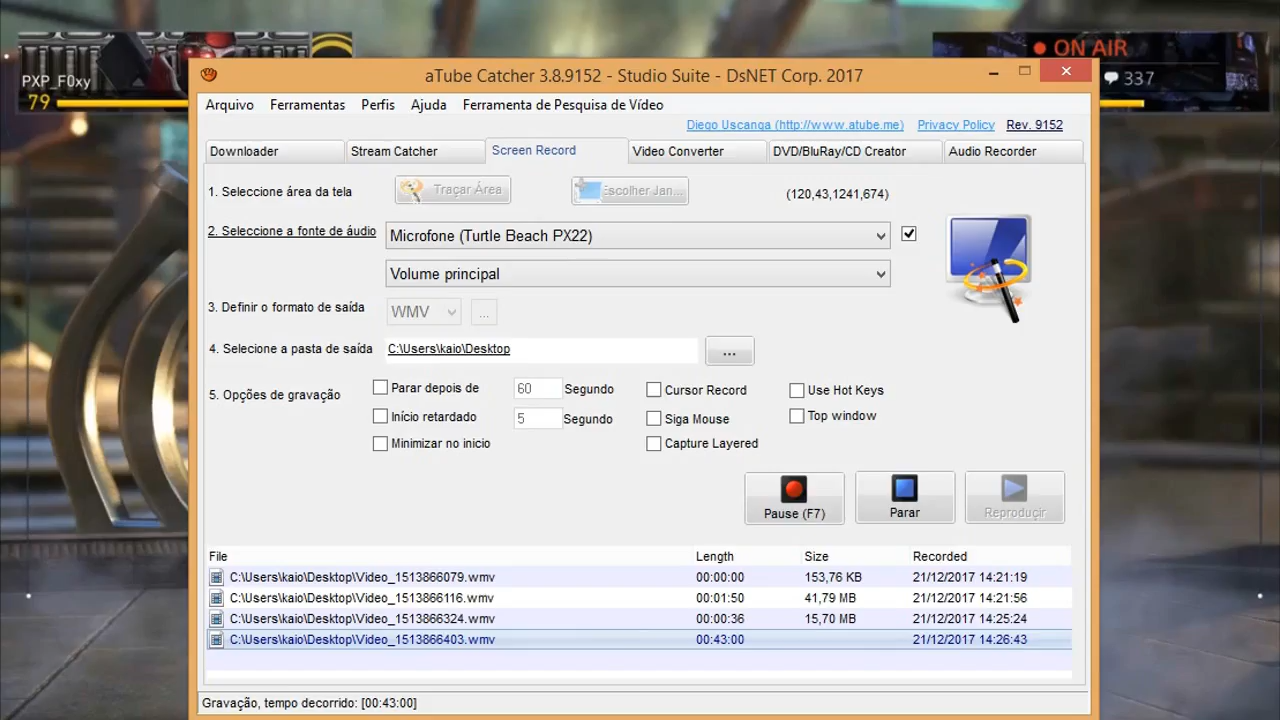 ON AIR
PXP_F0xy
79
337
aTube Catcher 3.8.9152 - Studio Suite - DsNET Corp. 2017
Arquivo Ferramentas Perfis Ajuda Ferramenta de Pesquisa de Vídeo
Diego Uscanga (http://www.atube.me) Privacy Policy Rev. 9152
Downloader Stream Catcher Screen Record Video Converter DVD/BluRay/CD Creator Audio Recorder
1. Seleccione área da tela Traçar Área Escolher Jan... (120,43,1241,674)
2. Seleccione a fonte de áudio Microfone (Turtle Beach PX22)
Volume principal
3. Definir o formato de saída WMV ...
4. Selecione a pasta de saída C:\Users\kaio\Desktop ...
5. Opções de gravação Parar depois de 60 Segundo Cursor Record Use Hot Keys
Início retardado 5 Segundo Siga Mouse Top window
Minimizar no inicio Capture Layered
Pause (F7) Parar Reproduçir
File Length Size Recorded
C:\Users\kaio\Desktop\Video_1513866079.wmv 00:00:00 153,76 KB 21/12/2017 14:21:19
C:\Users\kaio\Desktop\Video_1513866116.wmv 00:01:50 41,79 MB 21/12/2017 14:21:56
C:\Users\kaio\Desktop\Video_1513866324.wmv 00:00:36 15,70 MB 21/12/2017 14:25:24
C:\Users\kaio\Desktop\Video_1513866403.wmv 00:43:00 21/12/2017 14:26:43
Gravação, tempo decorrido: [00:43:00]